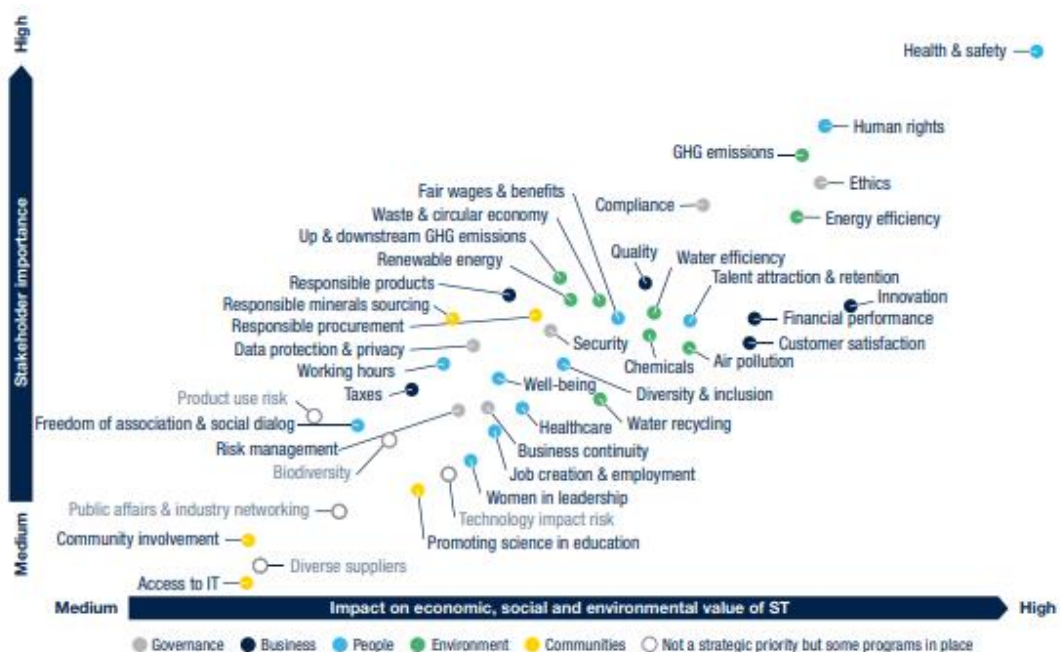 High
Health & safety
Human rights
GHG emissions
Ethics
Fair wages & benefits
Compliance
Waste & circular economy
Energy efficiency
Up & downstream GHG emissions
Quality
Water efficiency
Renewable energy
Talent attraction & retention
Responsible products
Innovation
Responsible minerals sourcing
Financial performance
Responsible procurement
Security
Customer satisfaction
Data protection & privacy
Air pollution
Chemicals
Working hours
Well-being
Diversity & inclusion
Taxes
Product use risk
Freedom of association & social dialog
Healthcare
Water recycling
Risk management
Business continuity
Biodiversity
Job creation & employment
Women in leadership
Public affairs & industry networking
Technology impact risk
Community involvement
Promoting science in education
Diverse suppliers
Access to IT
Stakeholder importance
Medium
Medium
Impact on economic, social and environmental value of ST
High
Governance
Business
People
Environment
Communities
Not a strategic priority but some programs in place